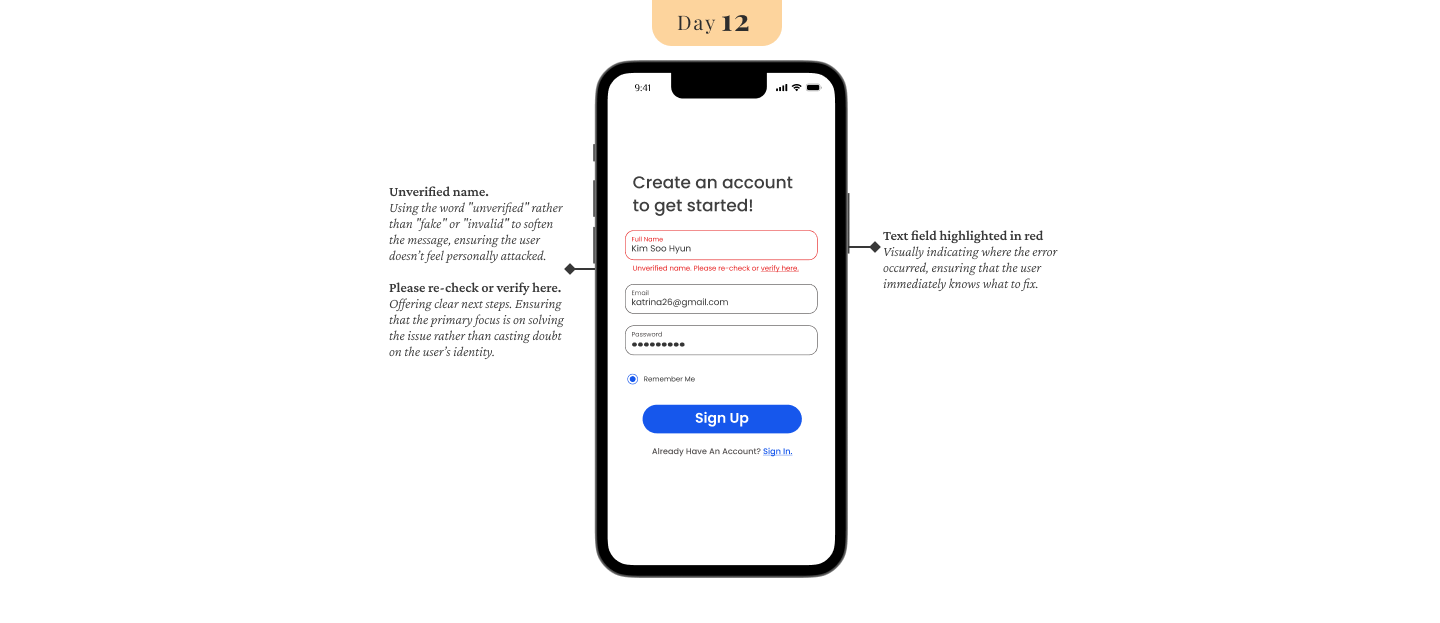 Day 12
9:41
Unverified name.
Using the word "unverified" rather
than "fake" or "invalid" to soften
the message, ensuring the user
doesn't feel personally attacked.
Please re-check or verify here.
Offering clear next steps. Ensuring
that the primary focus is on solving
the issue rather than casting doubt
on the user's identity.
Create an account
to get started!
Full Name
Kim Soo Hyun
Unverified name. Please re-check or verify here.
Email
katrina26@gmail.com
Password
Remember Me
Sign Up
Already Have An Account? Sign In.
Text field highlighted in red
Visually indicating where the error
occurred, ensuring that the user
immediately knows what to fix.